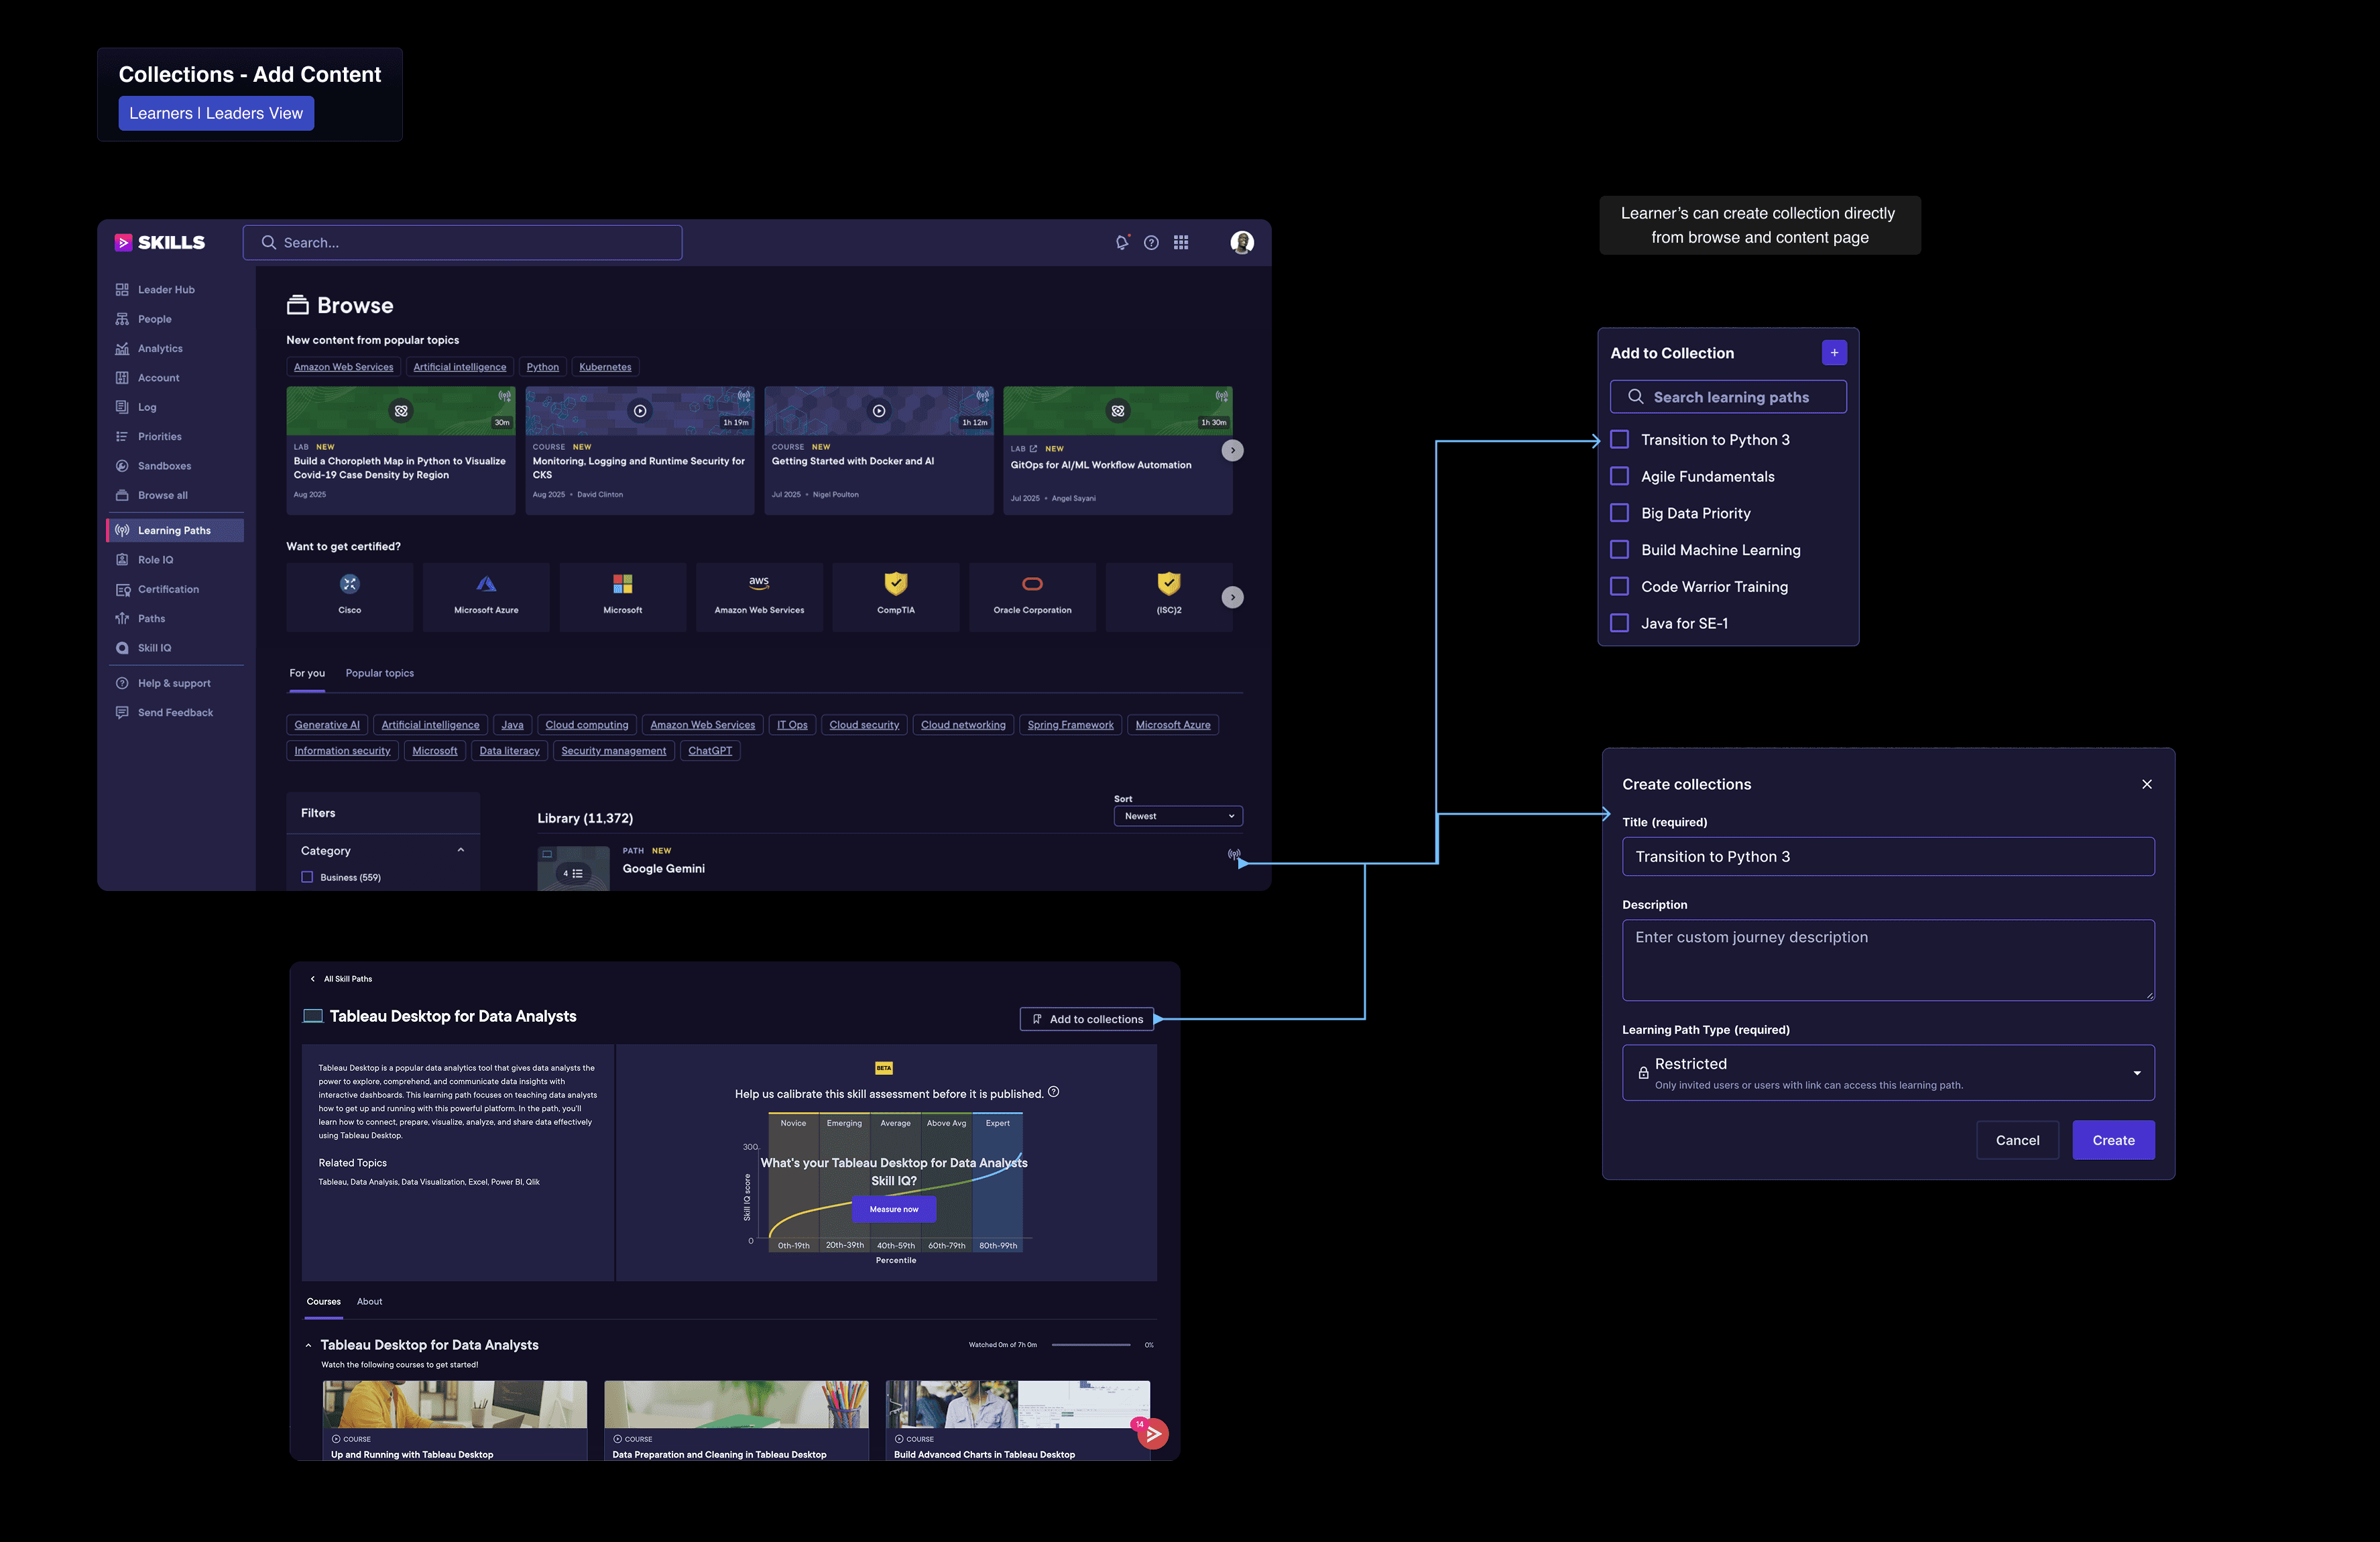 Collections - Add Content
Learners | Leaders View
Learner’s can create collection directly
from browse and content page
SKILLS
Search...
Leader Hub
People
Analytics
Account
Log
Priorities
Sandboxes
Browse all
Learning Paths
Role IQ
Certification
Paths
Skill IQ
Help & support
Send Feedback
Browse
New content from popular topics
Amazon Web Services
Artificial intelligence
Python
Kubernetes
30m
LAB NEW
Build a Choropleth Map in Python to Visualize
Covid-19 Case Density by Region
Aug 2025
1h 19m
COURSE NEW
Monitoring, Logging and Runtime Security for
CKS
Aug 2025 • David Clinton
1h 12m
COURSE NEW
Getting Started with Docker and AI
Jul 2025 • Nigel Poulton
1h 30m
LAB NEW
GitOps for AI/ML Workflow Automation
Jul 2025 • Angel Sayani
Want to get certified?
Cisco
Microsoft Azure
Microsoft
aws
Amazon Web Services
CompTIA
Oracle Corporation
(ISC)2
For you
Popular topics
Generative AI
Artificial intelligence
Java
Cloud computing
Amazon Web Services
IT Ops
Cloud security
Cloud networking
Spring Framework
Microsoft Azure
Information security
Microsoft
Data literacy
Security management
ChatGPT
Filters
Category
Business (559)
Library (11,372)
Sort
Newest
4
PATH NEW
Google Gemini
Add to Collection
+
Search learning paths
Transition to Python 3
Agile Fundamentals
Big Data Priority
Build Machine Learning
Code Warrior Training
Java for SE-1
Create collections
Title (required)
Transition to Python 3
Description
Enter custom journey description
Learning Path Type (required)
Restricted
Only invited users or users with link can access this learning path.
Cancel
Create
All Skill Paths
Tableau Desktop for Data Analysts
Add to collections
Tableau Desktop is a popular data analytics tool that gives data analysts the
power to explore, comprehend, and communicate data insights with
interactive dashboards. This learning path focuses on teaching data analysts
how to get up and running with this powerful platform. In the path, you'll
learn how to connect, prepare, visualize, analyze, and share data effectively
using Tableau Desktop.
Related Topics
Tableau, Data Analysis, Data Visualization, Excel, Power BI, Qlik
BETA
Help us calibrate this skill assessment before it is published.
Novice
Emerging
Average
Above Avg
Expert
300
What's your Tableau Desktop for Data Analysts
Skill IQ?
Measure now
Skill IQ score
0
0th-19th
20th-39th
40th-59th
60th-79th
80th-99th
Percentile
Courses
About
Tableau Desktop for Data Analysts
Watched 0m of 7h 0m
0%
Watch the following courses to get started!
COURSE
Up and Running with Tableau Desktop
COURSE
Data Preparation and Cleaning in Tableau Desktop
COURSE
Build Advanced Charts in Tableau Desktop
14